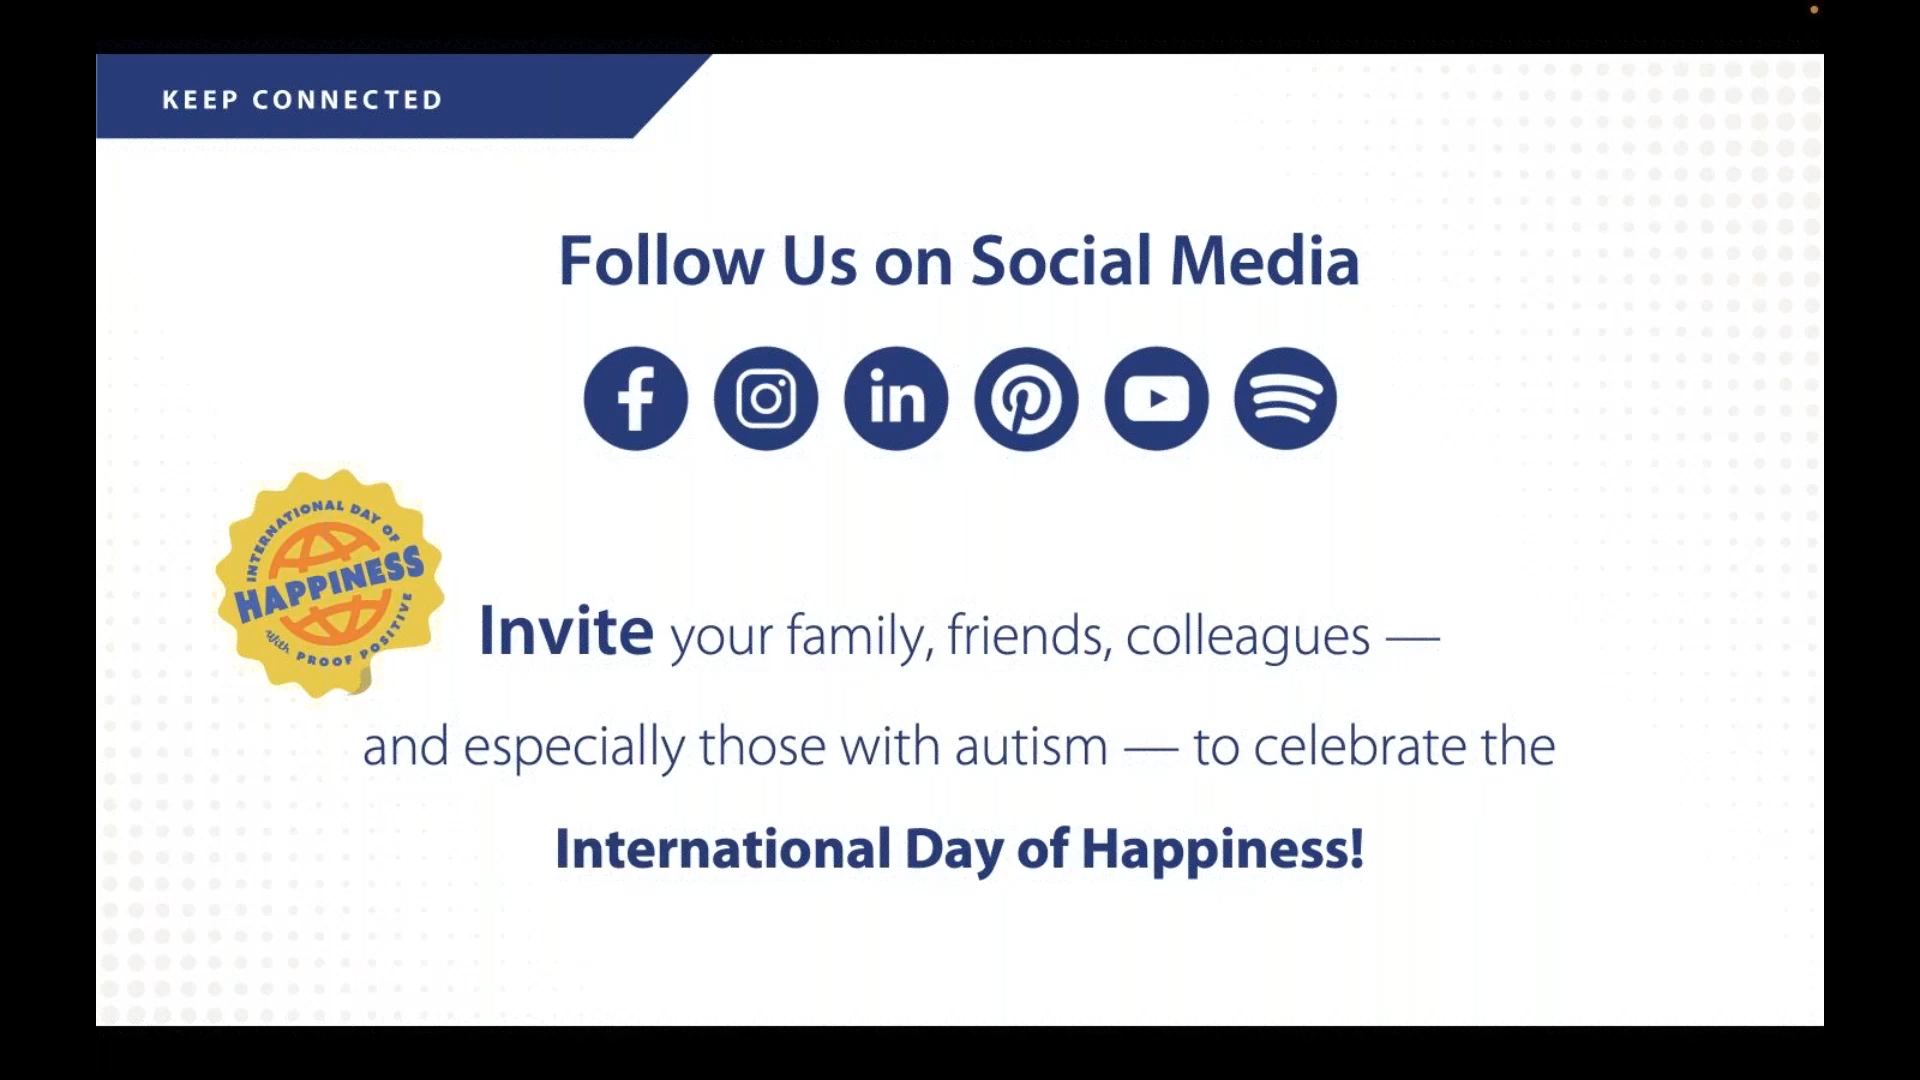 KEEP CONNECTED
Follow Us on Social Media
INTERNATIONAL DAY OF
HAPPINESS
with PROOF POSITIVE
Invite your family, friends, colleagues —
and especially those with autism — to celebrate the
International Day of Happiness!